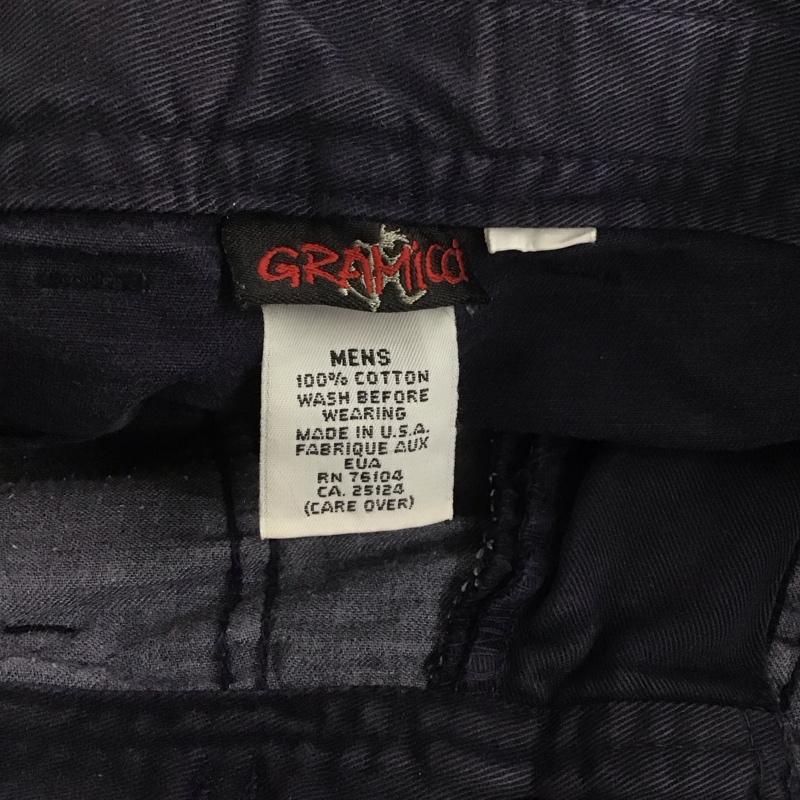 GRAMiCCi
MENS
100% COTTON
WASH BEFORE
WEARING
MADE IN U.S.A.
FABRIQUE AUX
EUA
RN 76104
CA. 25124
(CARE OVER)